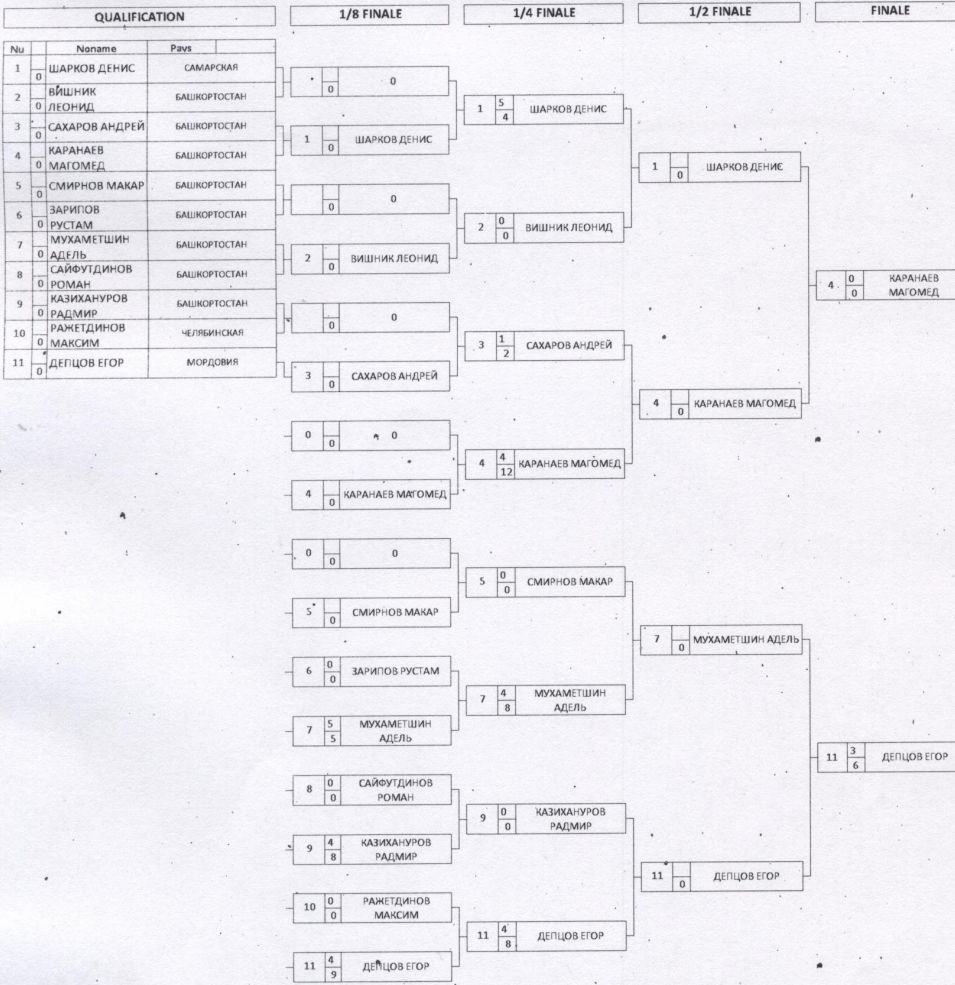 QUALIFICATION
1/8 FINALE
1/4 FINALE
1/2 FINALE
FINALE
Nu Noname Pavs
1 0 ШАРКОВ ДЕНИС САМАРСКАЯ
2 0 ВИШНИК ЛЕОНИД БАШКОРТОСТАН
3 0 САХАРОВ АНДРЕЙ БАШКОРТОСТАН
4 0 КАРАНАЕВ МАГОМЕД БАШКОРТОСТАН
5 0 СМИРНОВ МАКАР БАШКОРТОСТАН
6 0 ЗАРИПОВ РУСТАМ БАШКОРТОСТАН
7 0 МУХАМЕТШИН АДЕЛЬ БАШКОРТОСТАН
8 0 САЙФУТДИНОВ РОМАН БАШКОРТОСТАН
9 0 КАЗИХАНУРОВ РАДМИР БАШКОРТОСТАН
10 0 РАЖЕТДИНОВ МАКСИМ ЧЕЛЯБИНСКАЯ
11 0 ДЕПЦОВ ЕГОР МОРДОВИЯ
0 0
1 0 ШАРКОВ ДЕНИС
0 0
2 0 ВИШНИК ЛЕОНИД
0 0
3 0 САХАРОВ АНДРЕЙ
0 0 0
4 0 КАРАНАЕВ МАГОМЕД
0 0 0
5 0 СМИРНОВ МАКАР
6 0 0 ЗАРИПОВ РУСТАМ
7 5 5 МУХАМЕТШИН
АДЕЛЬ
8 0 0 САЙФУТДИНОВ
РОМАН
9 4 8 КАЗИХАНУРОВ
РАДМИР
10 0 0 РАЖЕТДИНОВ
МАКСИМ
11 4 9 ДЕПЦОВ ЕГОР
1 5 4 ШАРКОВ ДЕНИС
2 0 0 ВИШНИК ЛЕОНИД
3 1 2 САХАРОВ АНДРЕЙ
4 4 12 КАРАНАЕВ МАГОМЕД
5 0 0 СМИРНОВ МАКАР
7 4 8 МУХАМЕТШИН
АДЕЛЬ
9 0 0 КАЗИХАНУРОВ
РАДМИР
11 4 8 ДЕПЦОВ ЕГОР
1 0 ШАРКОВ ДЕНИС
4 0 КАРАНАЕВ МАГОМЕД
7 0 МУХАМЕТШИН АДЕЛЬ
11 0 ДЕПЦОВ ЕГОР
4 0 0 КАРАНАЕВ
МАГОМЕД
11 3 6 ДЕПЦОВ ЕГОР